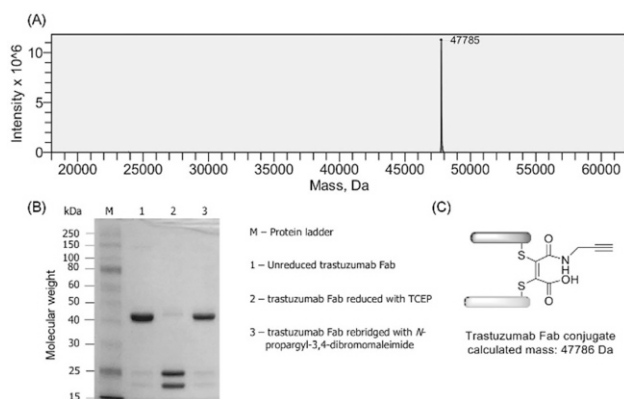 (A)
47785
Intensity x 10^6
10
5
0
20000 25000 30000 35000 40000 45000 50000 55000 60000
Mass, Da
(B)
kDa M 1 2 3
250
150
100
80
60
50
40
30
25
15
Molecular weight
M – Protein ladder
1 – Unreduced trastuzumab Fab
2 – trastuzumab Fab reduced with TCEP
3 – trastuzumab Fab rebridged with N-
propargyl-3,4-dibromomaleimide
(C)
O
S
N
H
S
OH
O
Trastuzumab Fab conjugate
calculated mass: 47786 Da